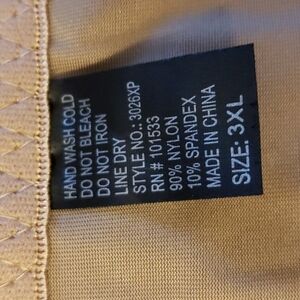 HAND WASH COLD
DO NOT BLEACH
DO NOT IRON
LINE DRY
STYLE NO.: 3026XP
RN # 101533
90% NYLON
10% SPANDEX
MADE IN CHINA
SIZE: 3XL